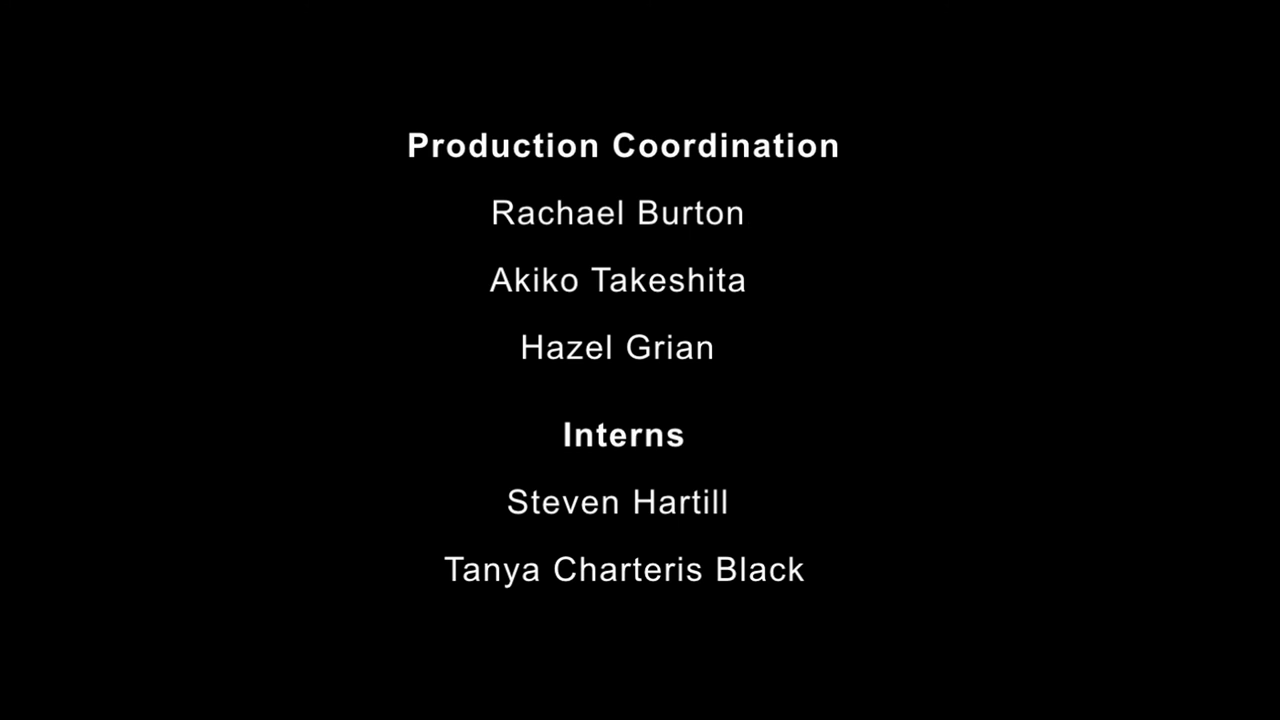 Production Coordination
Rachael Burton
Akiko Takeshita
Hazel Grian
Interns
Steven Hartill
Tanya Charteris Black